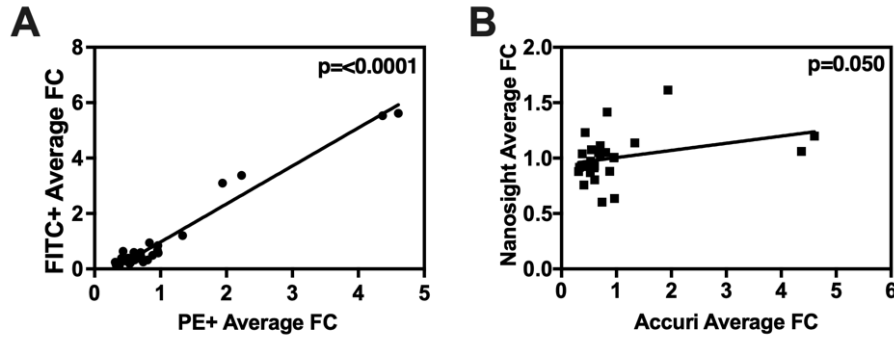 A
FITC+ Average FC
8
6
4
2
0
p=<0.0001
0 1 2 3 4 5
PE+ Average FC
B
Nanosight Average FC
2.0
1.5
1.0
0.5
0.0
p=0.050
0 1 2 3 4 5 6
Accuri Average FC